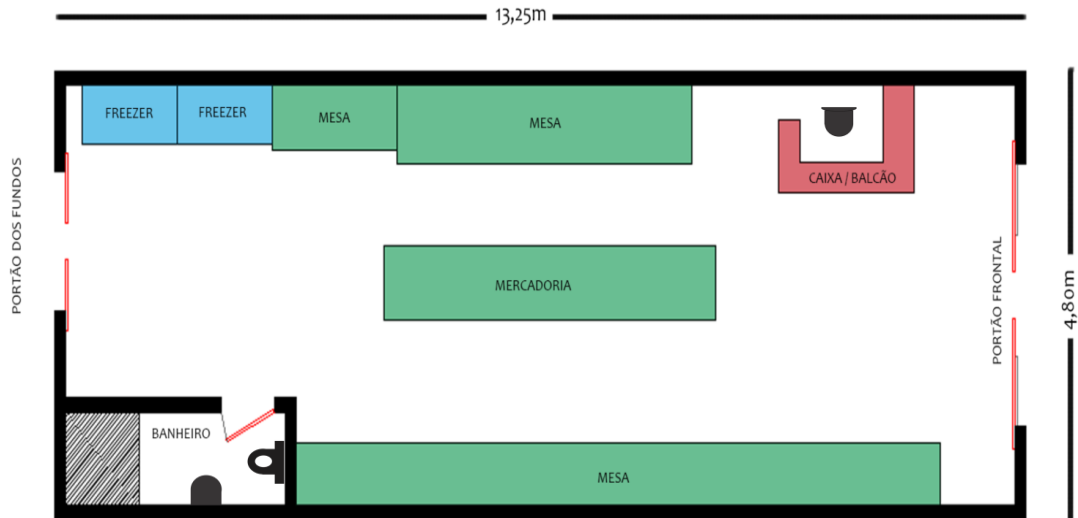 13,25m
FREEZER
FREEZER
MESA
MESA
CAIXA / BALCÃO
PORTÃO DOS FUNDOS
MERCADORIA
PORTÃO FRONTAL
4,80m
BANHEIRO
MESA